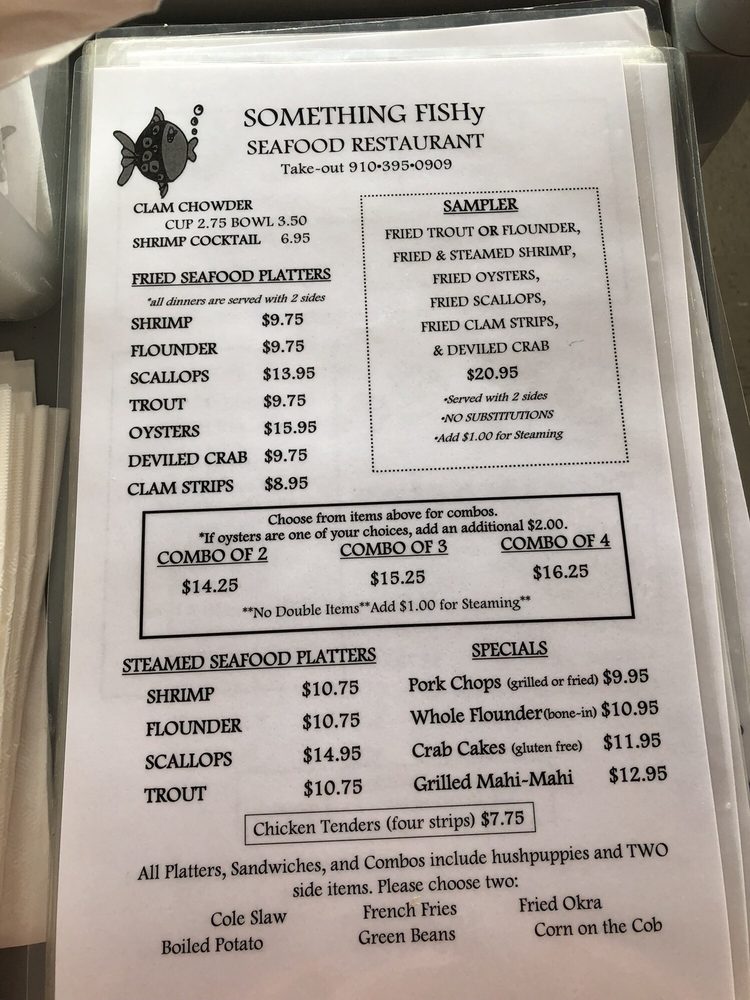 SOMETHING FISHy
SEAFOOD RESTAURANT
Take-out 910•395•0909
CLAM CHOWDER
CUP 2.75 BOWL 3.50
SHRIMP COCKTAIL 6.95
FRIED SEAFOOD PLATTERS
*all dinners are served with 2 sides
SHRIMP $9.75
FLOUNDER $9.75
SCALLOPS $13.95
TROUT $9.75
OYSTERS $15.95
DEVILED CRAB $9.75
CLAM STRIPS $8.95
SAMPLER
FRIED TROUT OR FLOUNDER,
FRIED & STEAMED SHRIMP,
FRIED OYSTERS,
FRIED SCALLOPS,
FRIED CLAM STRIPS,
& DEVILED CRAB
$20.95
•Served with 2 sides
•NO SUBSTITUTIONS
•Add $1.00 for Steaming
Choose from items above for combos.
*If oysters are one of your choices, add an additional $2.00.
COMBO OF 2 COMBO OF 3 COMBO OF 4
$14.25 $15.25 $16.25
**No Double Items**Add $1.00 for Steaming**
STEAMED SEAFOOD PLATTERS
SHRIMP $10.75
FLOUNDER $10.75
SCALLOPS $14.95
TROUT $10.75
SPECIALS
Pork Chops (grilled or fried) $9.95
Whole Flounder(bone-in) $10.95
Crab Cakes (gluten free) $11.95
Grilled Mahi-Mahi $12.95
Chicken Tenders (four strips) $7.75
All Platters, Sandwiches, and Combos include hushpuppies and TWO
side items. Please choose two:
Cole Slaw French Fries Fried Okra
Boiled Potato Green Beans Corn on the Cob